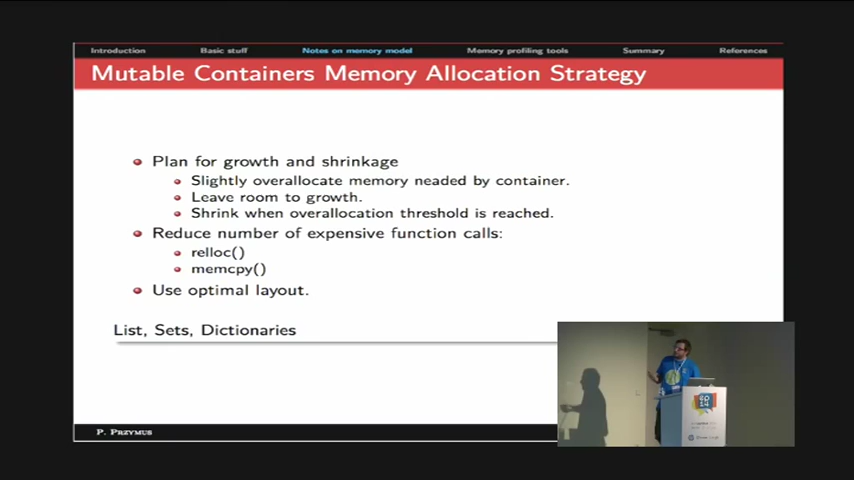 Introduction Basic stuff Notes on memory model Memory profiling tools Summary References
Mutable Containers Memory Allocation Strategy
Plan for growth and shrinkage
Slightly overallocate memory neaded by container.
Leave room to growth.
Shrink when overallocation threshold is reached.
Reduce number of expensive function calls:
relloc()
memcpy()
Use optimal layout.
List, Sets, Dictionaries
P. Przymus